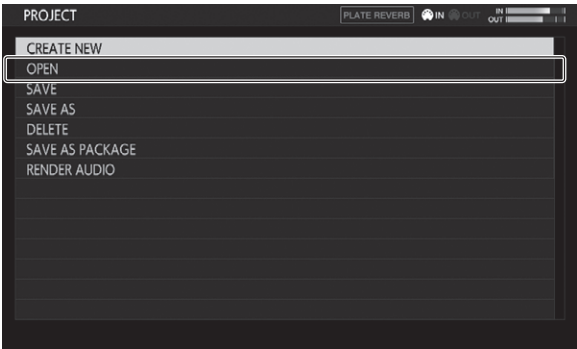 PROJECT PLATE REVERB IN OUT IN
OUT
CREATE NEW
OPEN
SAVE
SAVE AS
DELETE
SAVE AS PACKAGE
RENDER AUDIO